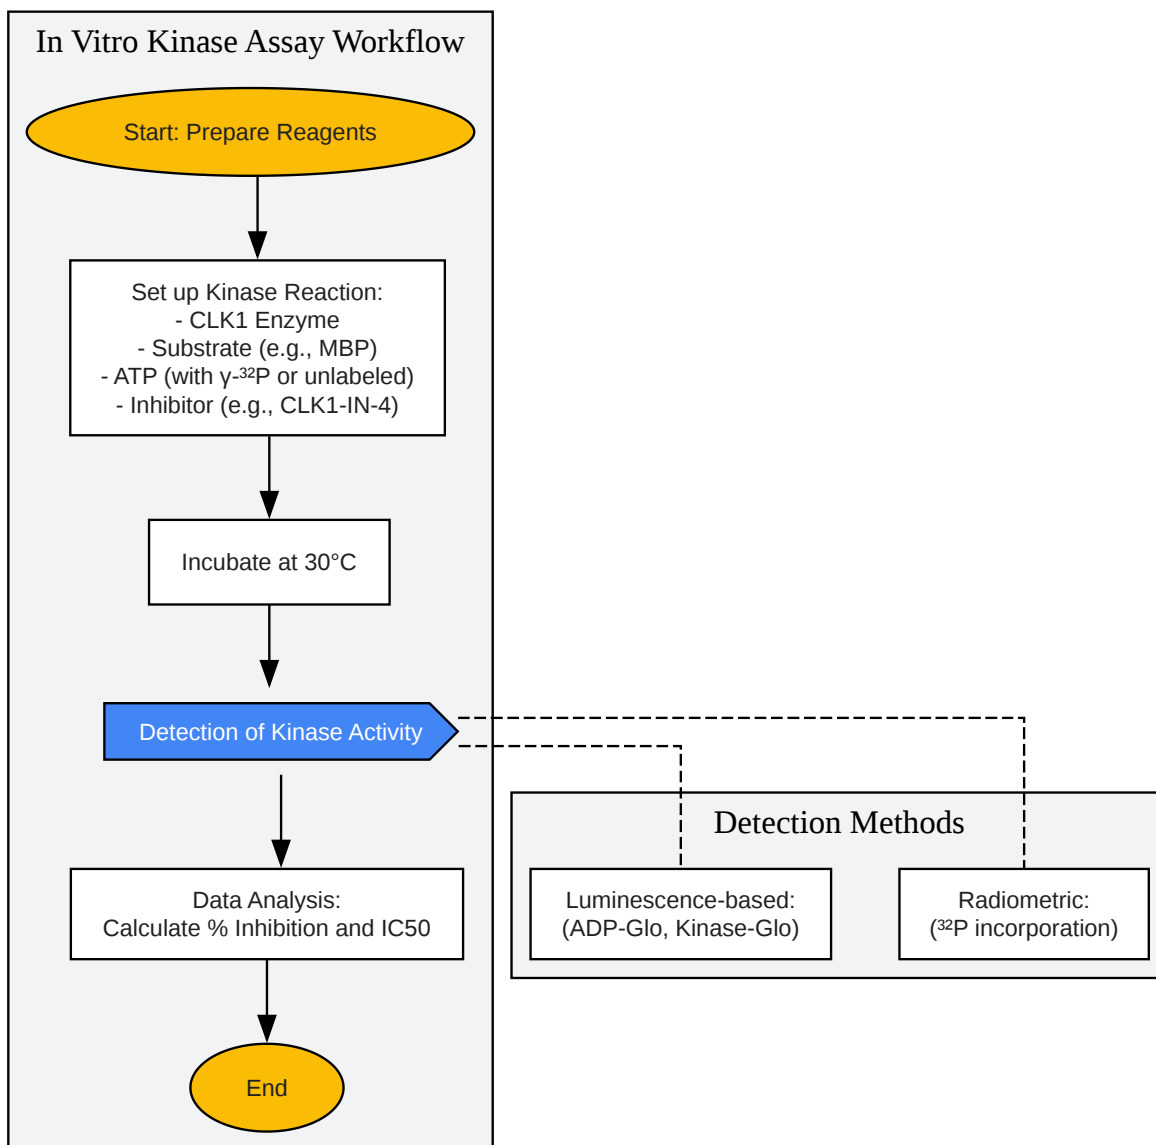 In Vitro Kinase Assay Workflow
Start: Prepare Reagents
Set up Kinase Reaction:
- CLK1 Enzyme
- Substrate (e.g., MBP)
- ATP (with γ-³²P or unlabeled)
- Inhibitor (e.g., CLK1-IN-4)
Incubate at 30°C
Detection of Kinase Activity
Data Analysis:
Calculate % Inhibition and IC50
End
Detection Methods
Luminescence-based:
(ADP-Glo, Kinase-Glo)
Radiometric:
(³²P incorporation)